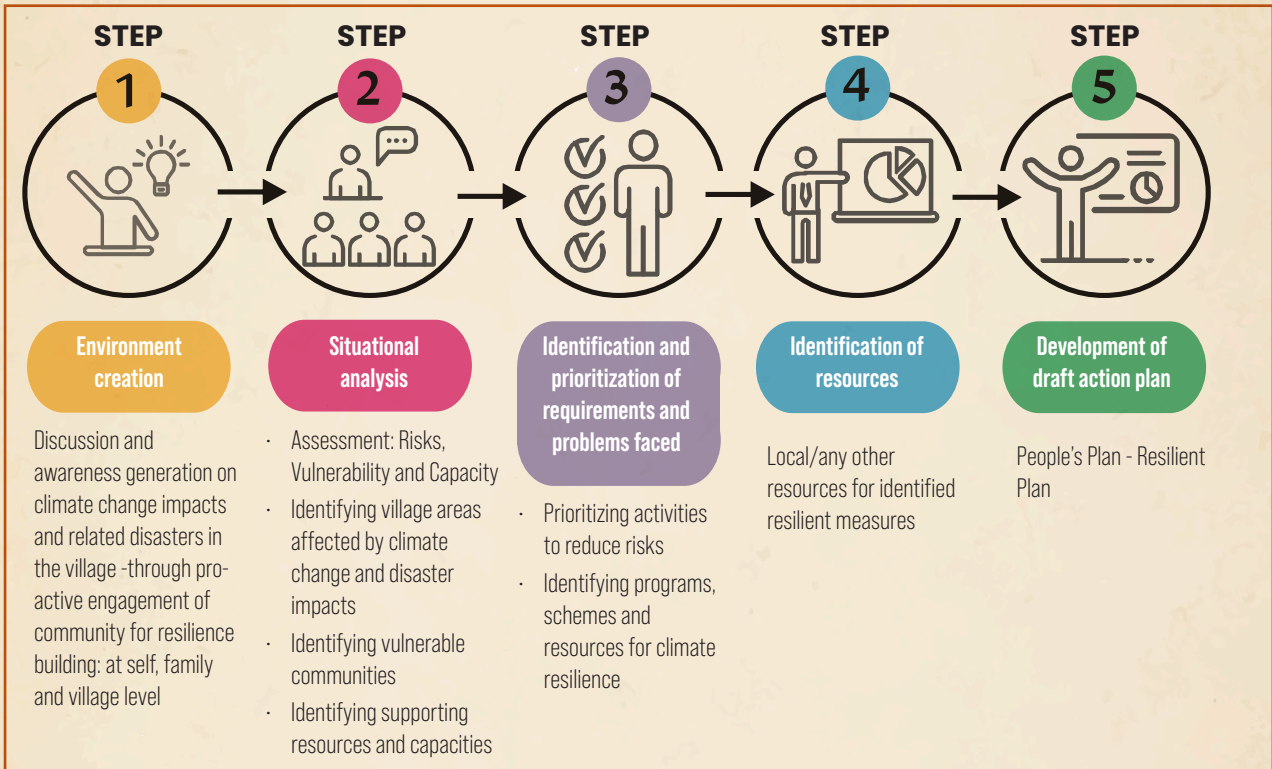 STEP
1
STEP
2
STEP
3
STEP
4
STEP
5
Environment
creation
Discussion and
awareness generation on
climate change impacts
and related disasters in
the village -through pro-
active engagement of
community for resilience
building: at self, family
and village level
Situational
analysis
· Assessment: Risks,
Vulnerability and Capacity
· Identifying village areas
affected by climate
change and disaster
impacts
· Identifying vulnerable
communities
· Identifying supporting
resources and capacities
Identification and
prioritization of
requirements and
problems faced
· Prioritizing activities
to reduce risks
· Identifying programs,
schemes and
resources for climate
resilience
Identification of
resources
Local/any other
resources for identified
resilient measures
Development of
draft action plan
People’s Plan - Resilient
Plan